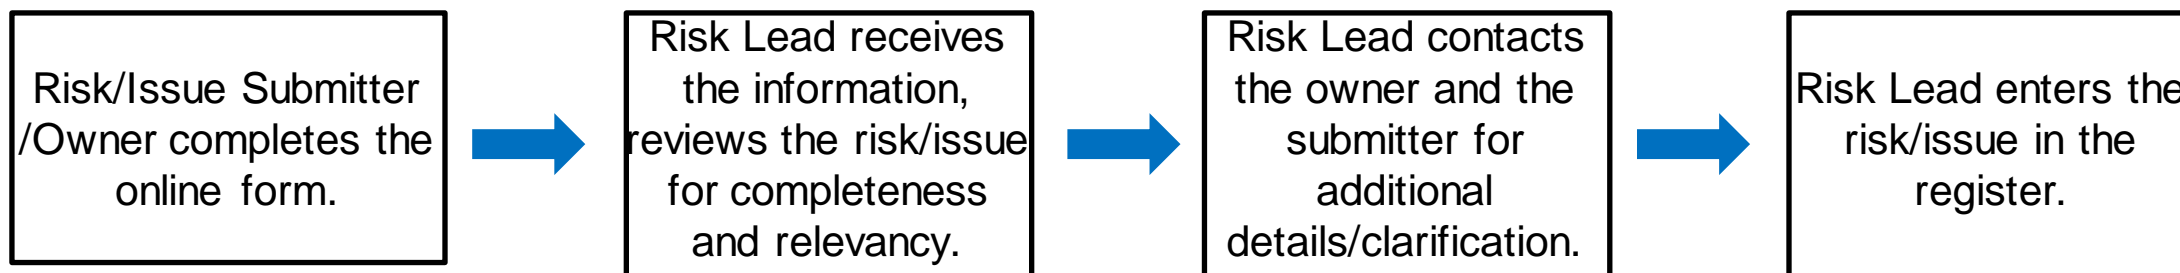 Risk/Issue Submitter
/Owner completes the
online form.
Risk Lead receives
the information,
reviews the risk/issue
for completeness
and relevancy.
Risk Lead contacts
the owner and the
submitter for
additional
details/clarification.
Risk Lead enters the
risk/issue in the
register.